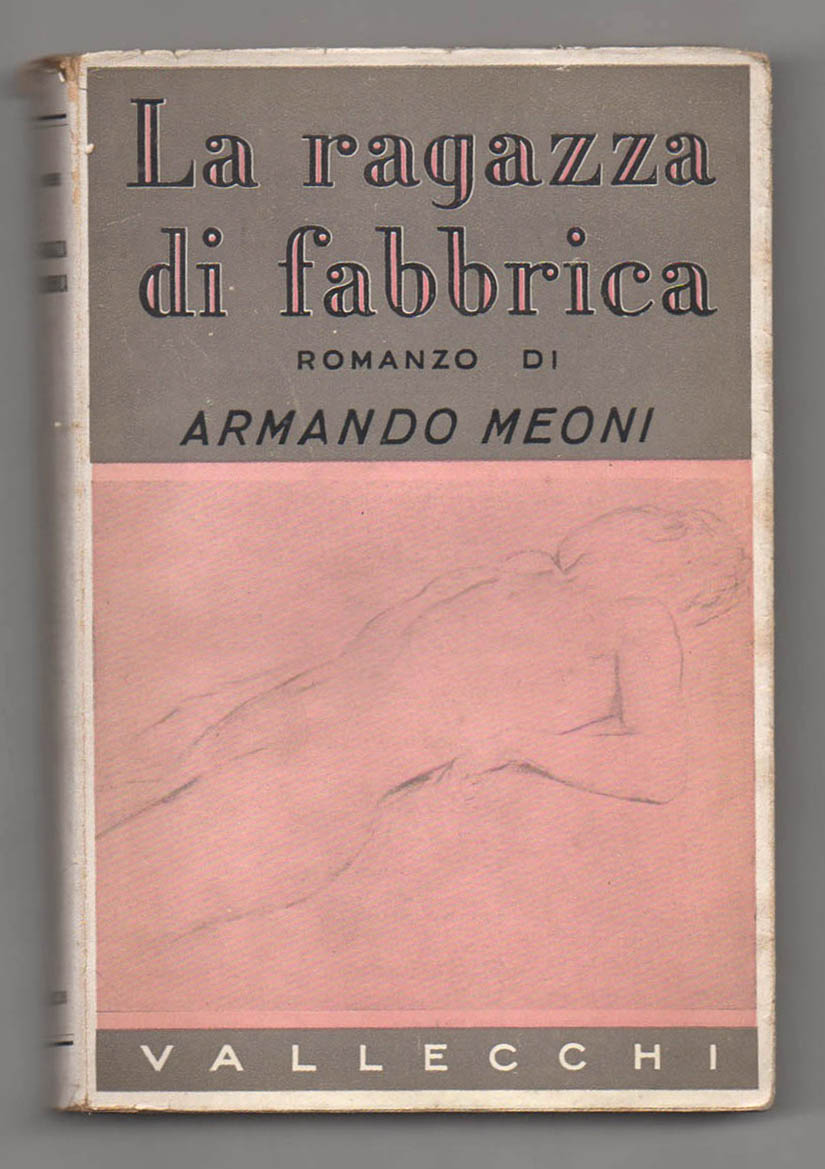 La ragazza
di fabbrica
ROMANZO DI
ARMANDO MEONI
VALLECCHI